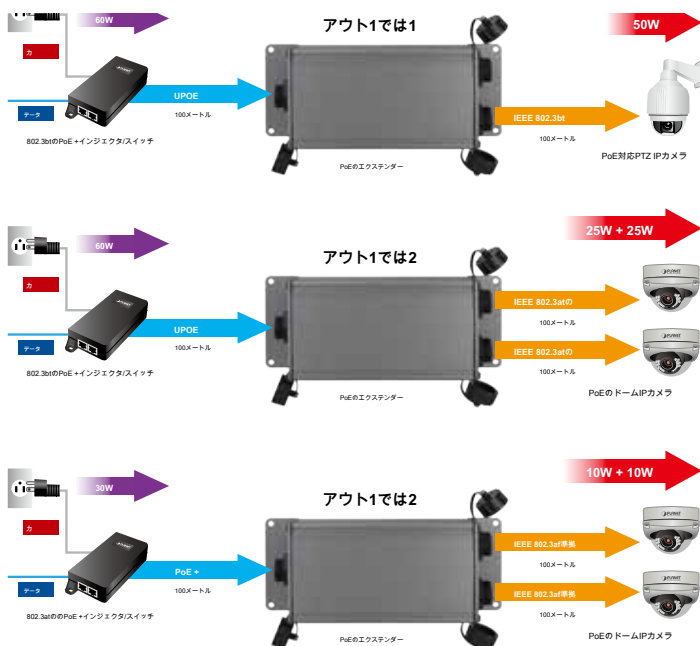 60W
アウト1では1
50W
カ
UPOE
IEEE 802.3bt
データ
100メートル
100メートル
802.3btのPoE +インジェクタ/スイッチ
PoEのエクステンダー
PoE対応PTZ IPカメラ
25W + 25W
60W
アウト1では2
カ
IEEE 802.3atの
UPOE
100メートル
データ
100メートル
IEEE 802.3atの
100メートル
802.3btのPoE +インジェクタ/スイッチ
PoEのエクステンダー
PoEのドームIPカメラ
10W + 10W
30W
アウト1では2
カ
IEEE 802.3af準拠
100メートル
PoE +
データ
100メートル
IEEE 802.3af準拠
100メートル
802.3atののPoE +インジェクタ/スイッチ
PoEのエクステンダー
PoEのドームIPカメラ